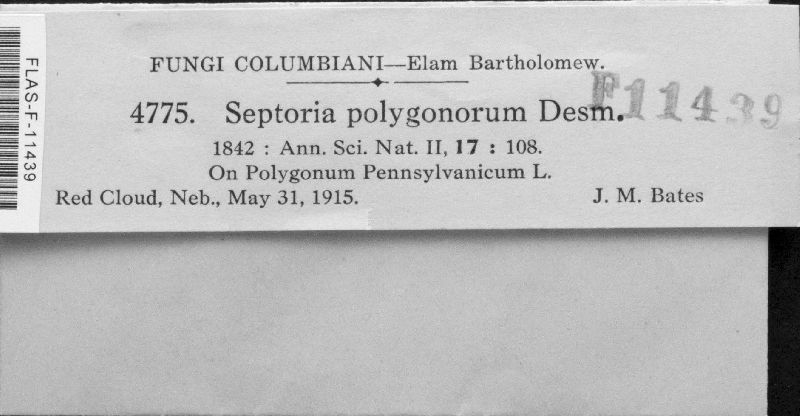 FUNGI COLUMBIANI—Elam Bartholomew.
4775. Septoria polygonorum Desm.
F11439
1842 : Ann. Sci. Nat. II, 17 : 108.
On Polygonum Pennsylvanicum L.
Red Cloud, Neb., May 31, 1915. J. M. Bates
FLAS-F-11439